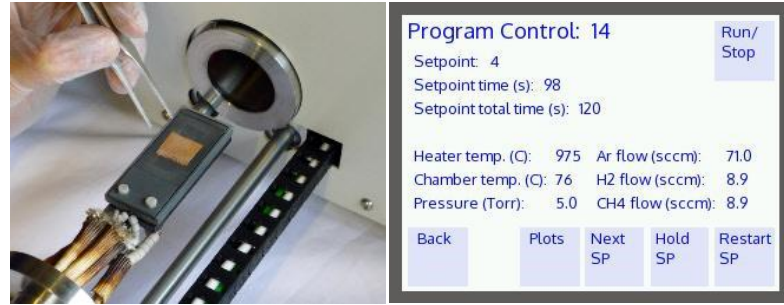 Program Control: 14
Run/
Stop
Setpoint: 4
Setpoint time (s): 98
Setpoint total time (s): 120
Heater temp. (C): 975 Ar flow (sccm): 71.0
Chamber temp. (C): 76 H2 flow (sccm): 8.9
Pressure (Torr): 5.0 CH4 flow (sccm): 8.9
Back Plots Next Hold Restart
SP SP SP